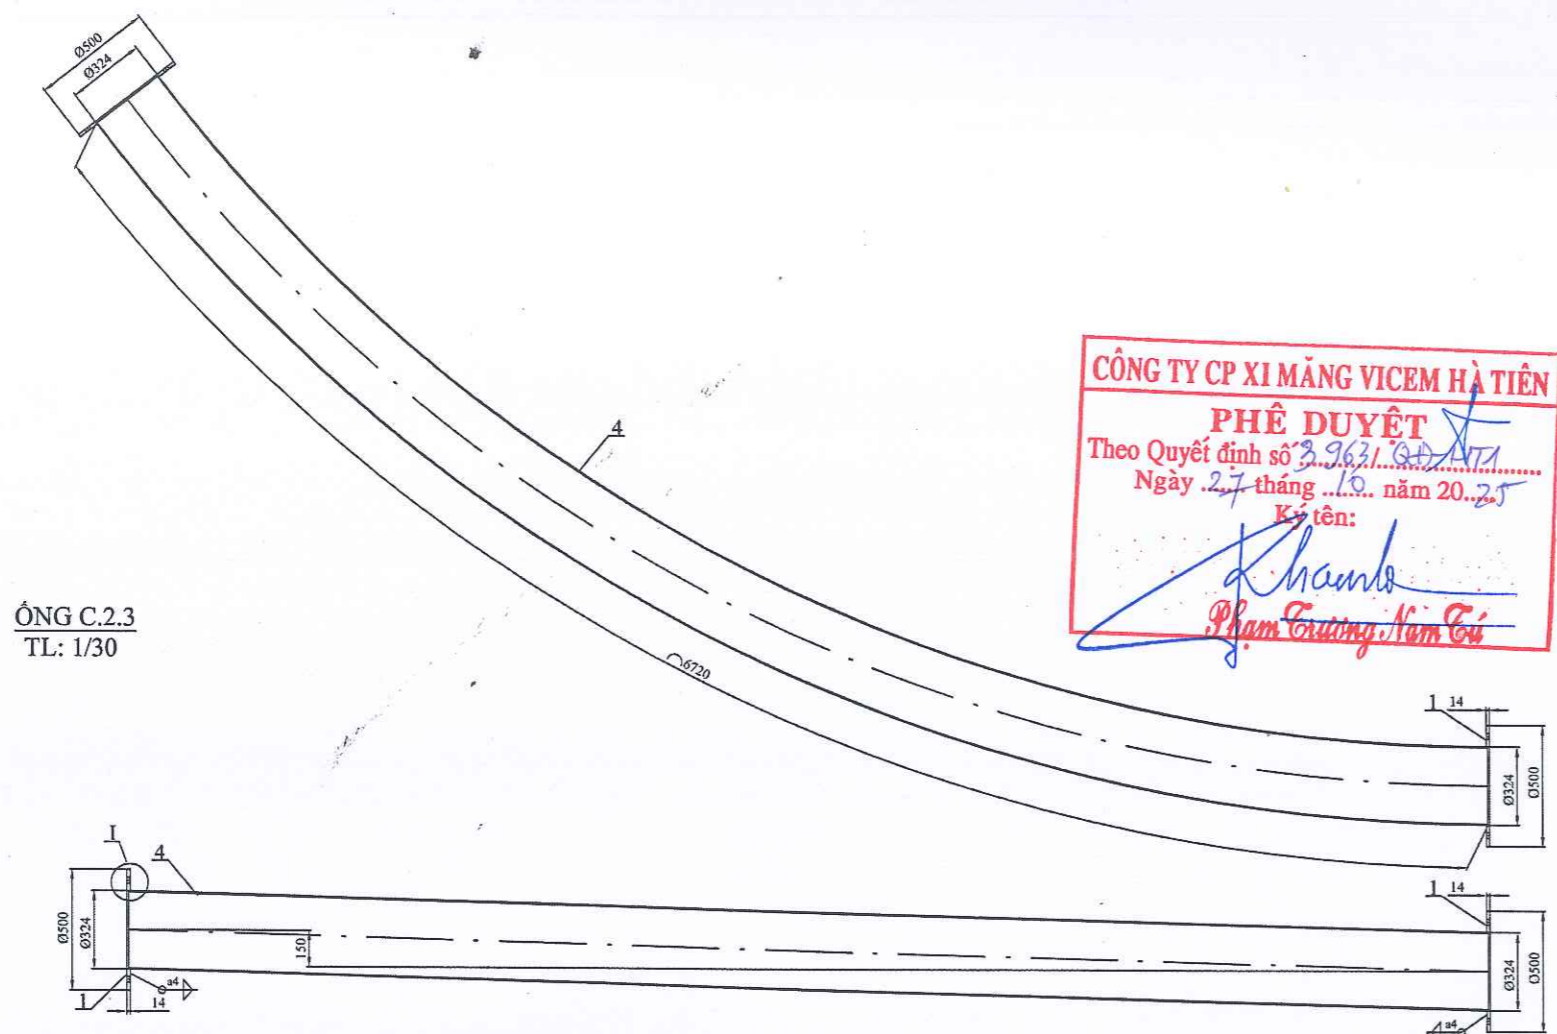 Ø500
Ø324
4
CÔNG TY CP XI MĂNG VICEM HÀ TIÊN
PHÊ DUYỆT
Theo Quyết định số 3.963/ QĐ-HT1
Ngày 27 tháng 10 năm 2025
Ký tên:
Phạm Trương Nam Tú
ỐNG C.2.3
TL: 1/30
6720
1 14
Ø324
Ø500
I
4
Ø500
Ø324
150
1
14
a4
1 14
Ø324
Ø500
a4